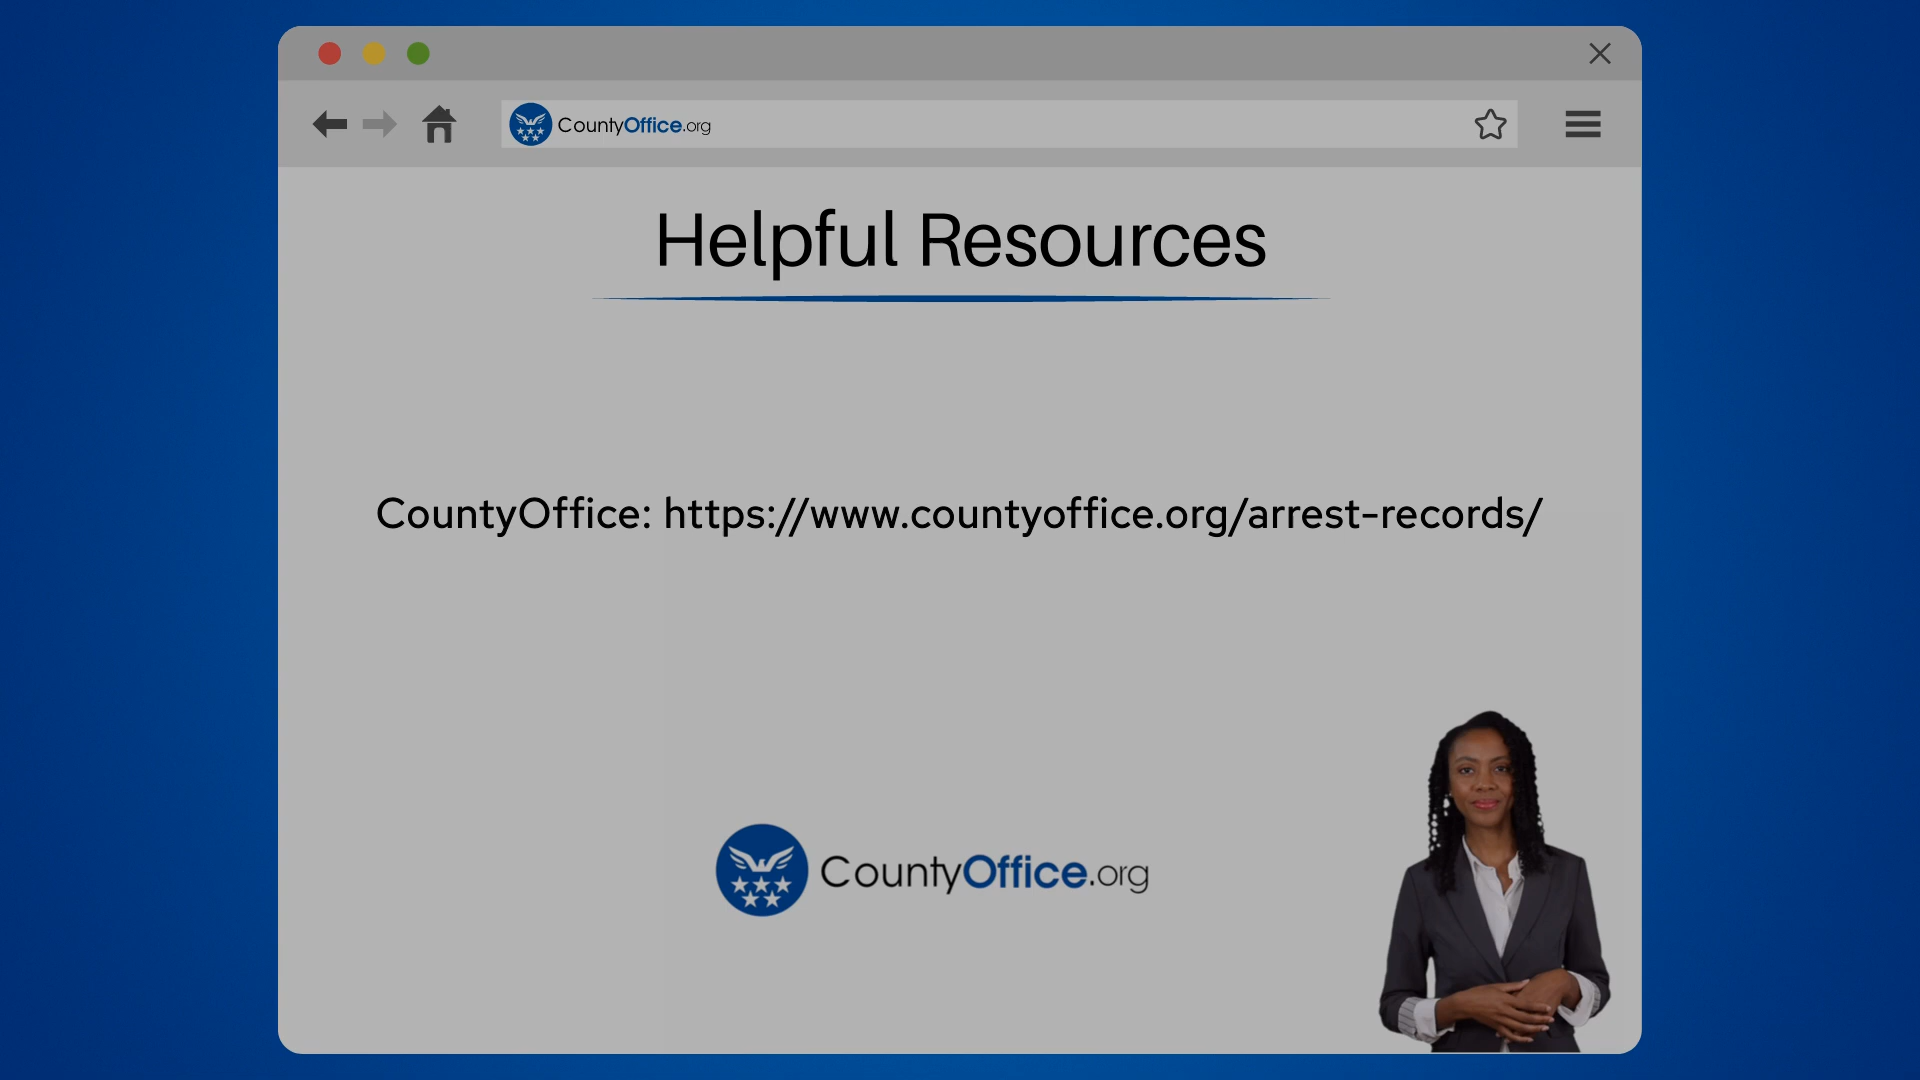 CountyOffice.org
Helpful Resources
CountyOffice: https://www.countyoffice.org/arrest-records/
CountyOffice.org